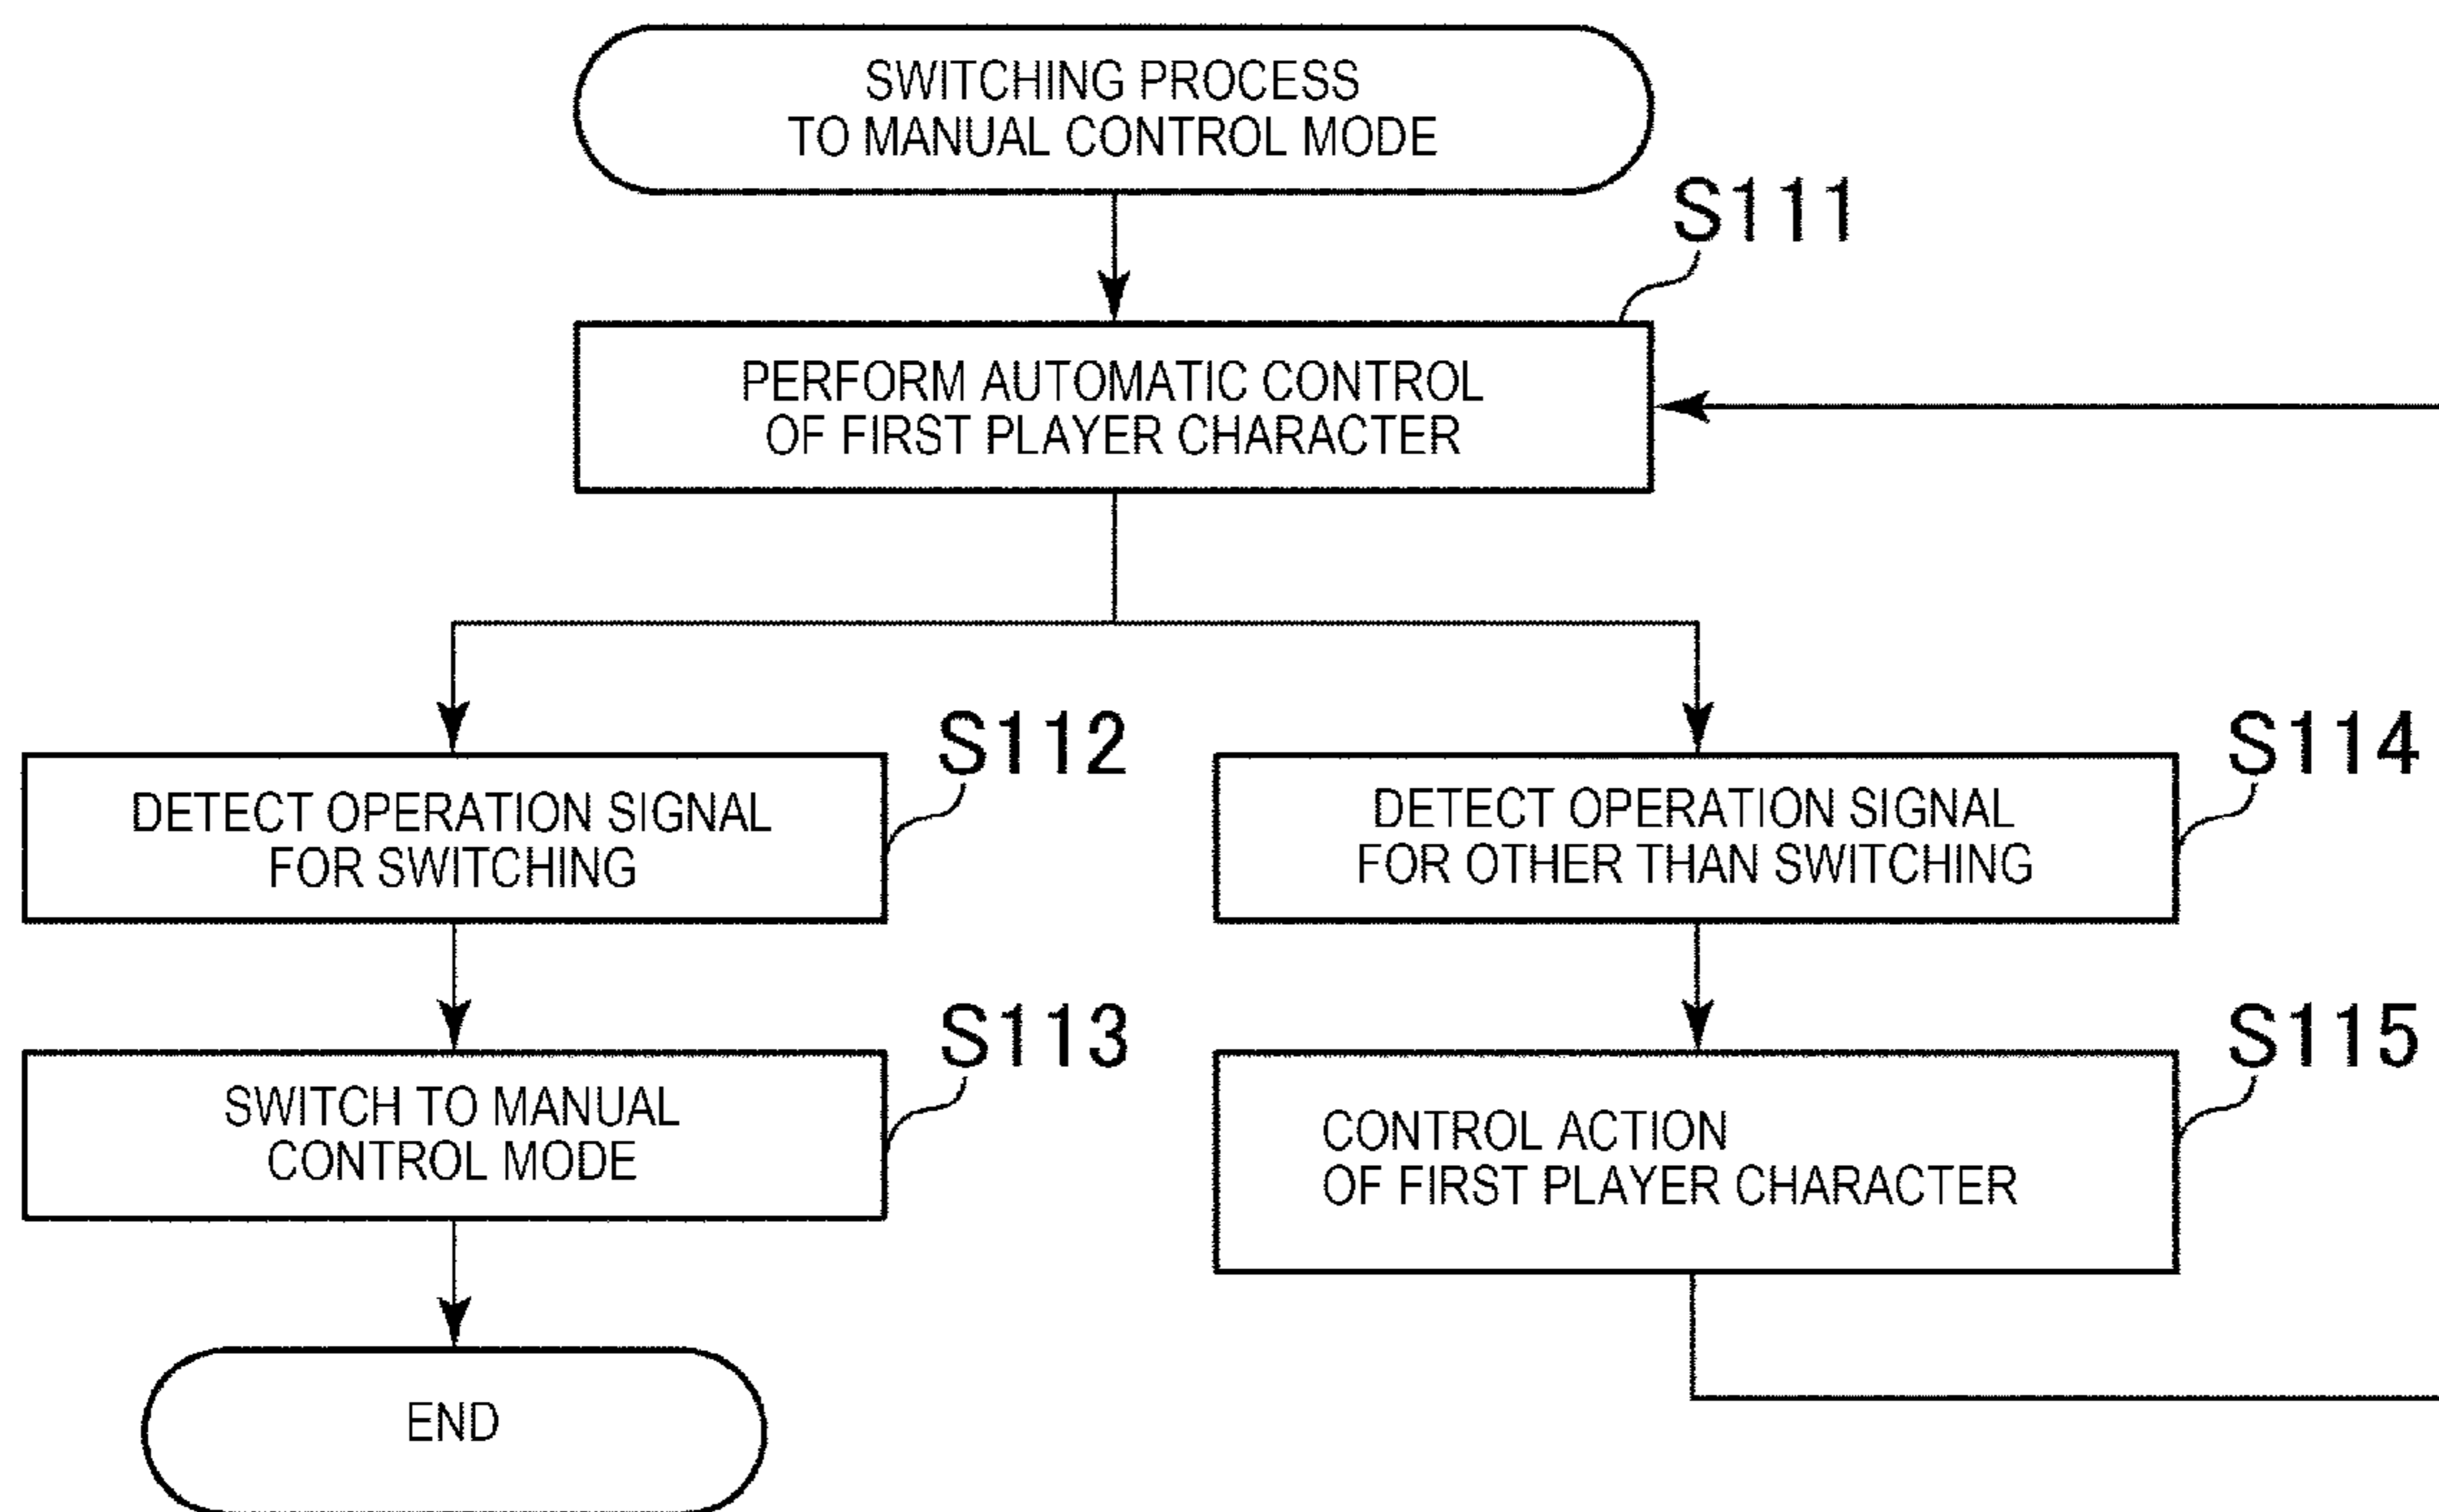 SWITCHING PROCESS
TO MANUAL CONTROL MODE
S111
PERFORM AUTOMATIC CONTROL
OF FIRST PLAYER CHARACTER
S112
DETECT OPERATION SIGNAL
FOR SWITCHING
S113
SWITCH TO MANUAL
CONTROL MODE
END
S114
DETECT OPERATION SIGNAL
FOR OTHER THAN SWITCHING
S115
CONTROL ACTION
OF FIRST PLAYER CHARACTER